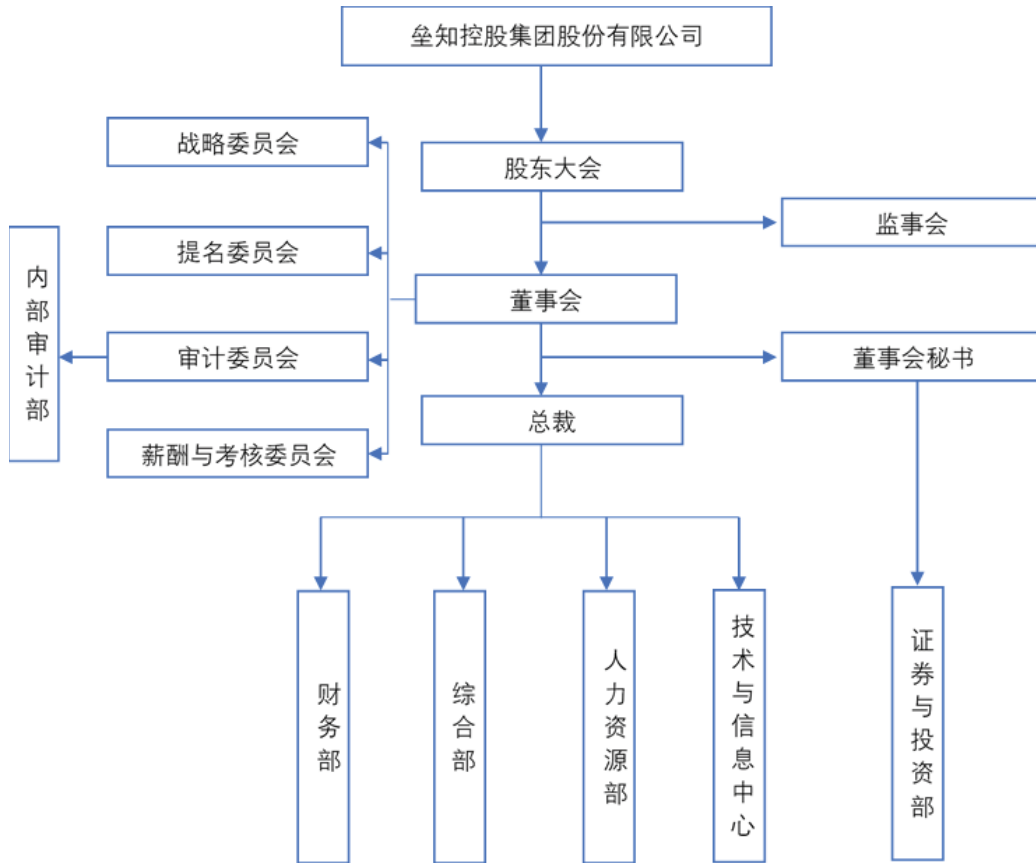 垒知控股集团股份有限公司
战略委员会
股东大会
监事会
提名委员会
内部审计部
董事会
审计委员会
董事会秘书
总裁
薪酬与考核委员会
财务部
综合部
人力资源部
技术与信息中心
证券与投资部